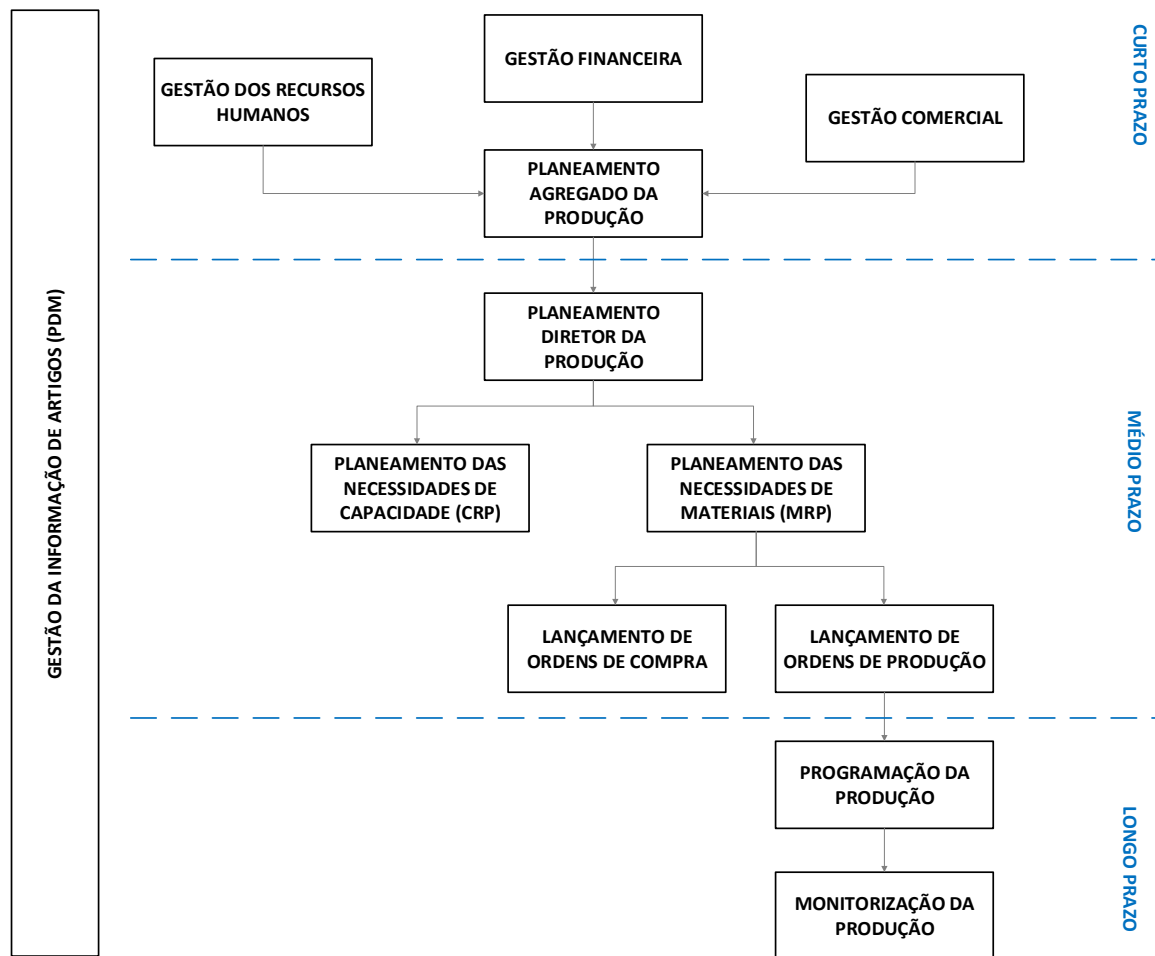 GESTÃO DA INFORMAÇÃO DE ARTIGOS (PDM)
CURTO PRAZO
GESTÃO FINANCEIRA
GESTÃO DOS RECURSOS
HUMANOS
GESTÃO COMERCIAL
PLANEAMENTO
AGREGADO DA
PRODUÇÃO
MÉDIO PRAZO
PLANEAMENTO
DIRETOR DA
PRODUÇÃO
PLANEAMENTO DAS
NECESSIDADES DE
CAPACIDADE (CRP)
PLANEAMENTO DAS
NECESSIDADES DE
MATERIAIS (MRP)
LANÇAMENTO DE
ORDENS DE COMPRA
LANÇAMENTO DE
ORDENS DE PRODUÇÃO
LONGO PRAZO
PROGRAMAÇÃO DA
PRODUÇÃO
MONITORIZAÇÃO DA
PRODUÇÃO